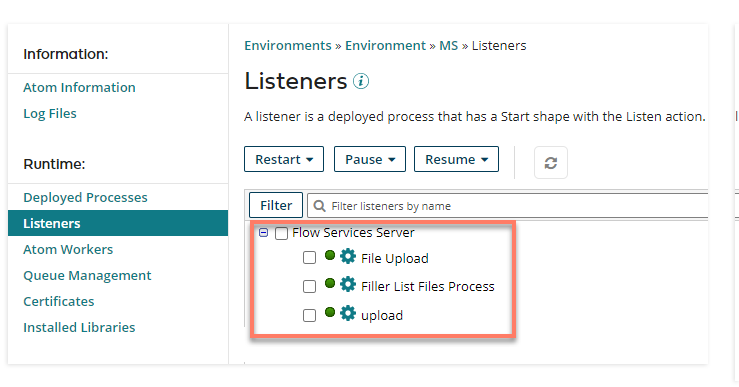 Information:
Atom Information
Log Files
Runtime:
Deployed Processes
Listeners
Atom Workers
Queue Management
Certificates
Installed Libraries
Environments » Environment » MS » Listeners
Listeners
A listener is a deployed process that has a Start shape with the Listen action.
Restart Pause Resume
Filter Filter listeners by name
Flow Services Server
File Upload
Filler List Files Process
upload